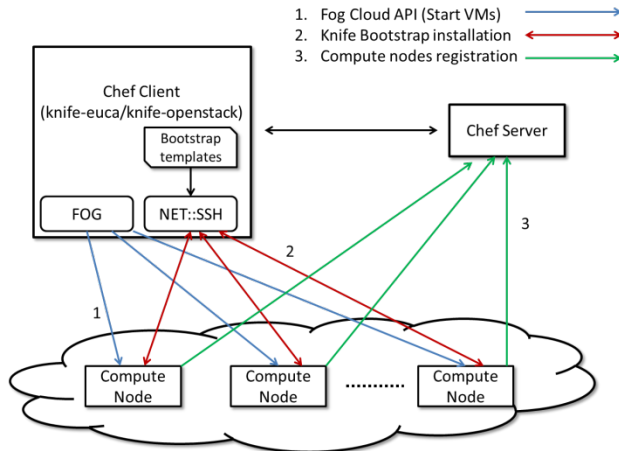 1. Fog Cloud API (Start VMs)
2. Knife Bootstrap installation
3. Compute nodes registration
Chef Client
(knife-euca/knife-openstack)
Bootstrap
templates
FOG
NET::SSH
Chef Server
1
2
3
Compute
Node
Compute
Node
Compute
Node